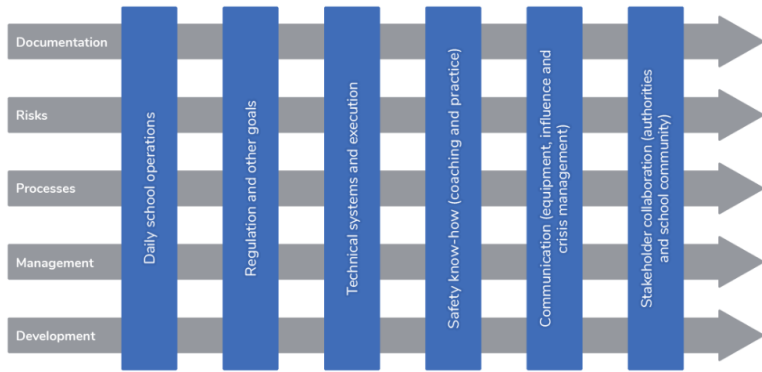 Documentation
Risks
Processes
Management
Development
Daily school operations
Regulation and other goals
Technical systems and execution
Safety know-how (coaching and practice)
Communication (equipment, influence and
crisis management)
Stakeholder collaboration (authorities
and school community)